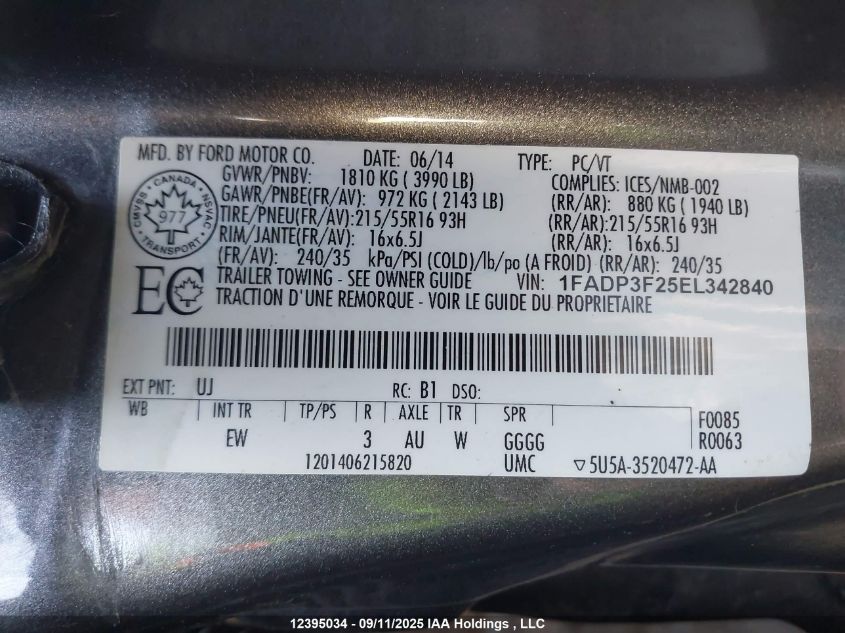 MFD. BY FORD MOTOR CO. DATE: 06/14 TYPE: PC/VT
GVWR/PNBV: 1810 KG ( 3990 LB) COMPLIES: ICES/NMB-002
GAWR/PNBE(FR/AV): 972 KG ( 2143 LB) (RR/AR): 880 KG ( 1940 LB)
TIRE/PNEU(FR/AV): 215/55R16 93H (RR/AR): 215/55R16 93H
RIM/JANTE(FR/AV): 16x6.5J (RR/AR): 16x6.5J
(FR/AV): 240/35 kPa/PSI (COLD)/lb/po (A FROID) (RR/AR): 240/35
TRAILER TOWING - SEE OWNER GUIDE VIN: 1FADP3F25EL342840
TRACTION D'UNE REMORQUE - VOIR LE GUIDE DU PROPRIETAIRE
CANADA
CMVSS 977 NSVAC
TRANSPORT
EC
EXT PNT: UJ RC: B1 DSO:
WB INT TR TP/PS R AXLE TR SPR F0085
EW 3 AU W GGGG R0063
1201406215820 UMC ▽5U5A-3520472-AA
12395034 - 09/11/2025 IAA Holdings , LLC